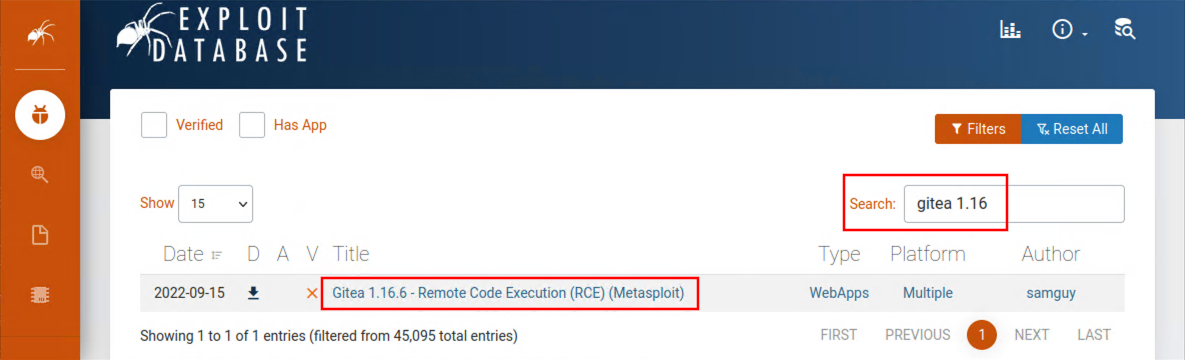 EXPLOIT
DATABASE
Verified Has App
Filters Reset All
Show 15
Search: gitea 1.16
Date D A V Title Type Platform Author
2022-09-15 Gitea 1.16.6 - Remote Code Execution (RCE) (Metasploit) WebApps Multiple samguy
Showing 1 to 1 of 1 entries (filtered from 45,095 total entries) FIRST PREVIOUS 1 NEXT LAST